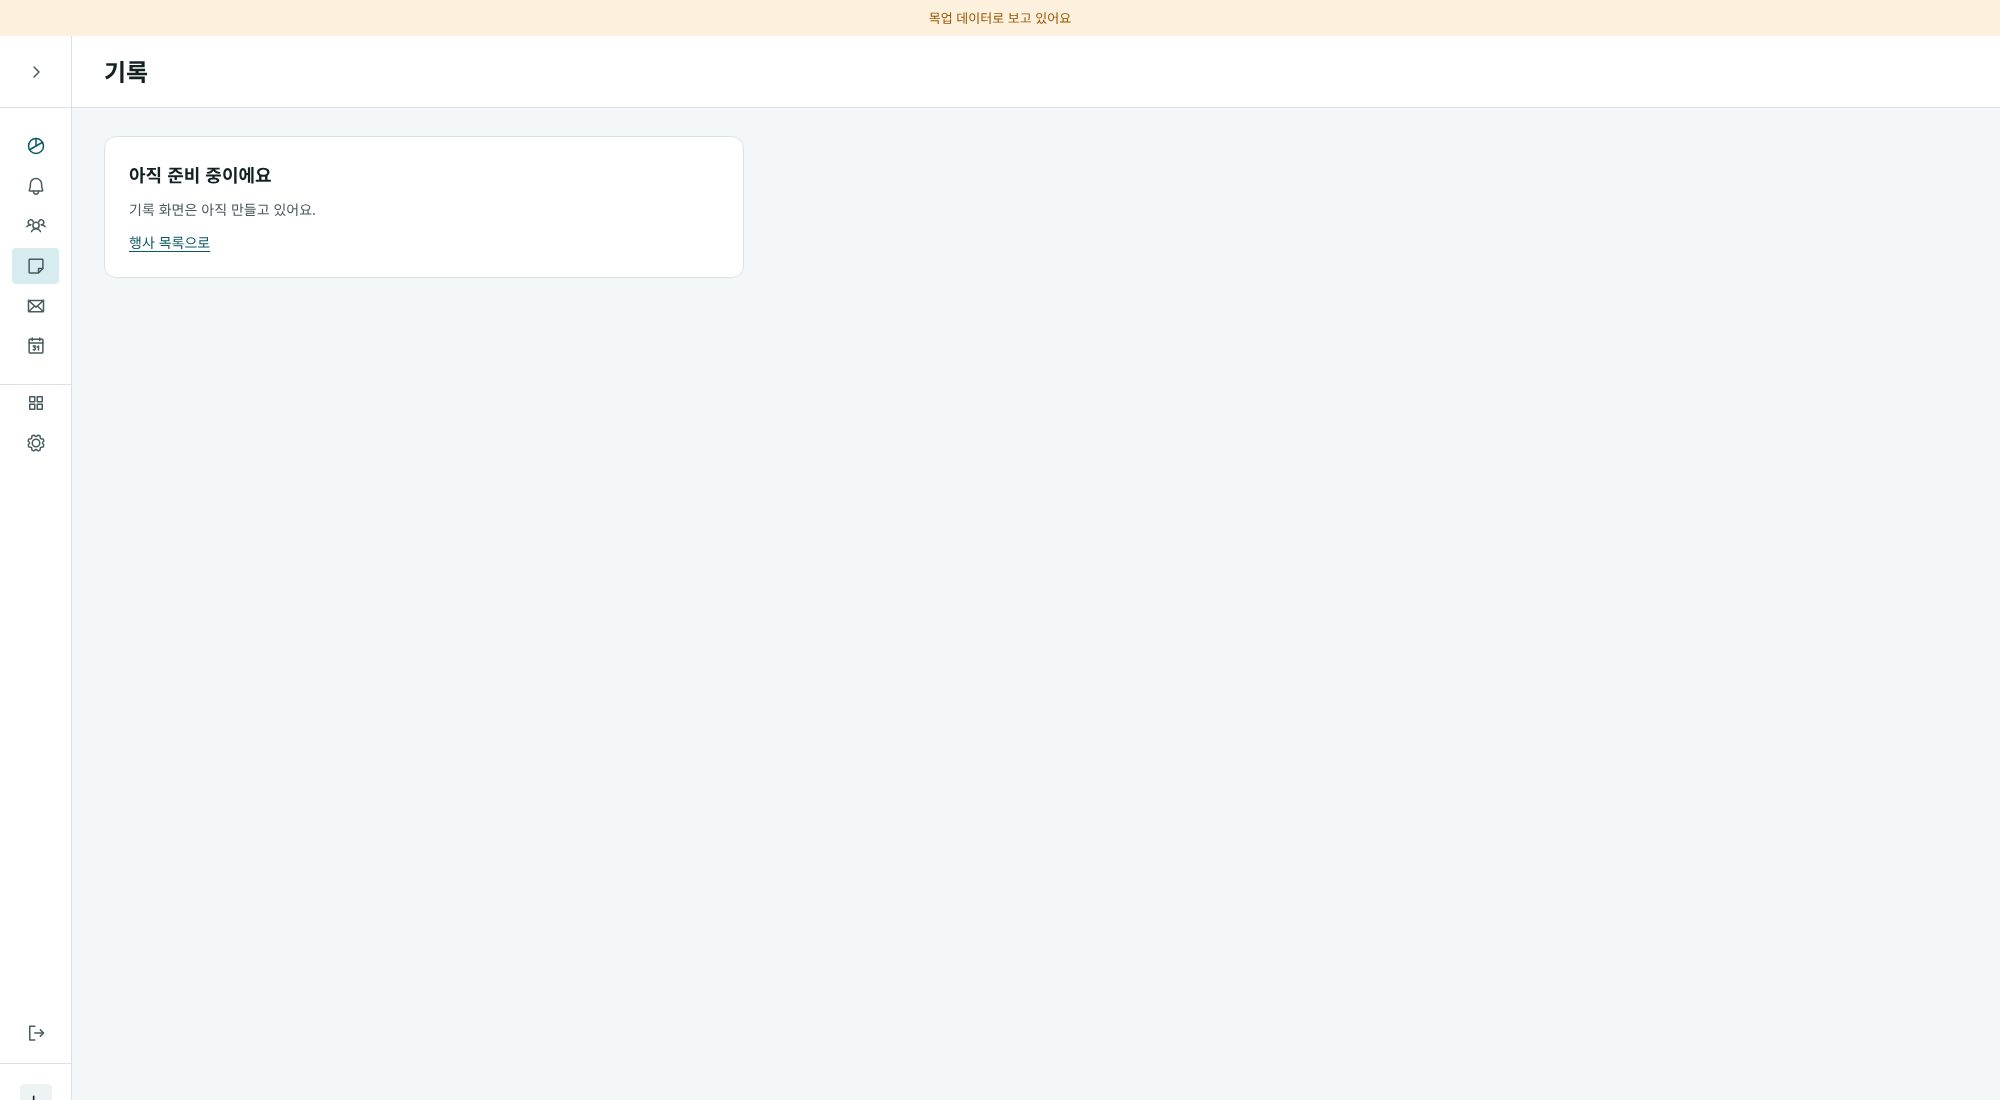 목업 데이터로 보고 있어요
기록
아직 준비 중이에요
기록 화면은 아직 만들고 있어요.
행사 목록으로
31